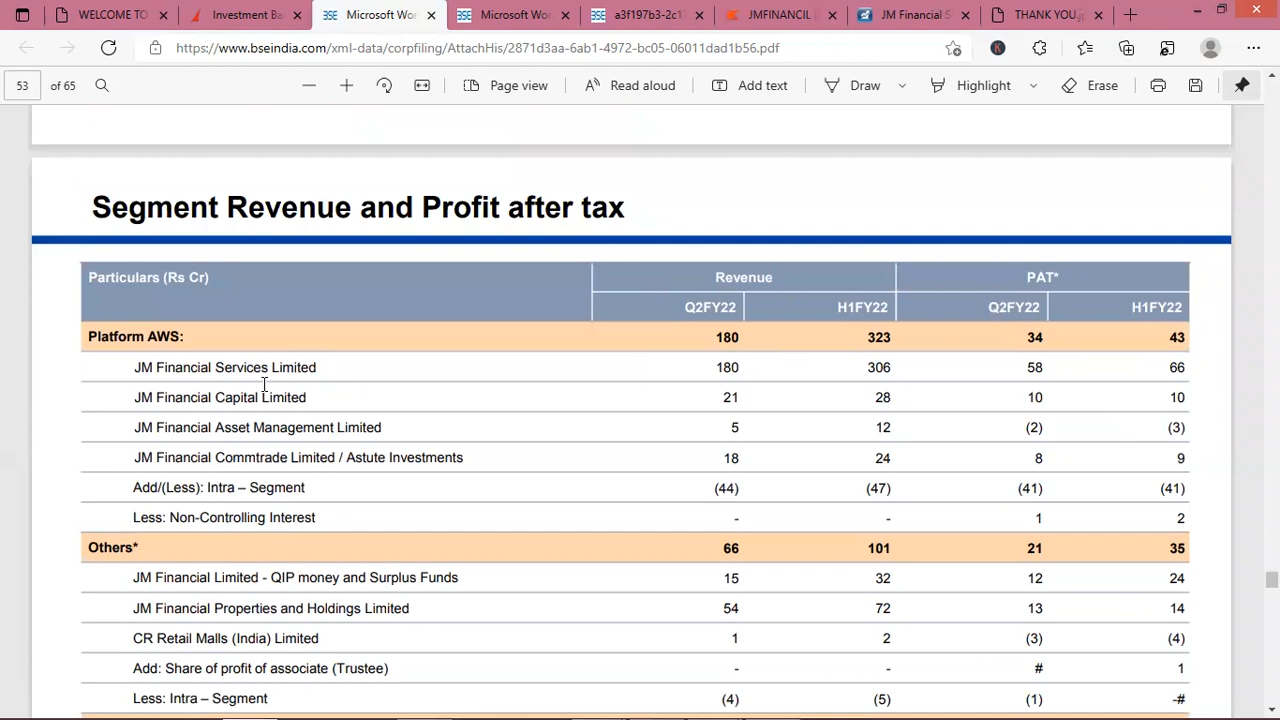 WELCOME TO
Investment Ba
Microsoft Wor
Microsoft Wor
a3f197b3-2c17
JMFINANCIL
JM Financial S
THANK YOU.j
https://www.bseindia.com/xml-data/corpfiling/AttachHis/2871d3aa-6ab1-4972-bc05-06011dad1b56.pdf
K
53 of 65
Page view
Read aloud
Add text
Draw
Highlight
Erase
Segment Revenue and Profit after tax
Particulars (Rs Cr) Revenue PAT*
Q2FY22 H1FY22 Q2FY22 H1FY22
Platform AWS: 180 323 34 43
JM Financial Services Limited 180 306 58 66
JM Financial Capital Limited 21 28 10 10
JM Financial Asset Management Limited 5 12 (2) (3)
JM Financial Commtrade Limited / Astute Investments 18 24 8 9
Add/(Less): Intra – Segment (44) (47) (41) (41)
Less: Non-Controlling Interest - - 1 2
Others* 66 101 21 35
JM Financial Limited - QIP money and Surplus Funds 15 32 12 24
JM Financial Properties and Holdings Limited 54 72 13 14
CR Retail Malls (India) Limited 1 2 (3) (4)
Add: Share of profit of associate (Trustee) - - # 1
Less: Intra – Segment (4) (5) (1) -#